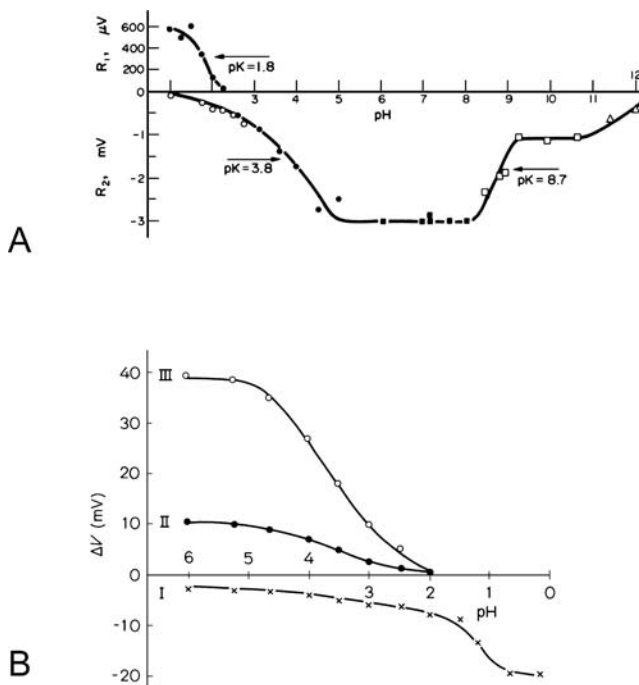 600 μV
400
200
R₁,
pK=1.8
0
3 4 5 6 7 8 9 10 11 12
pH
-1
-2
-3
R₂, mV
pK=3.8
pK=8.7
A
40
30
20
10
0
-10
-20
ΔV (mV)
III
II
6 5 4 3 2 1 0
pH
I
B